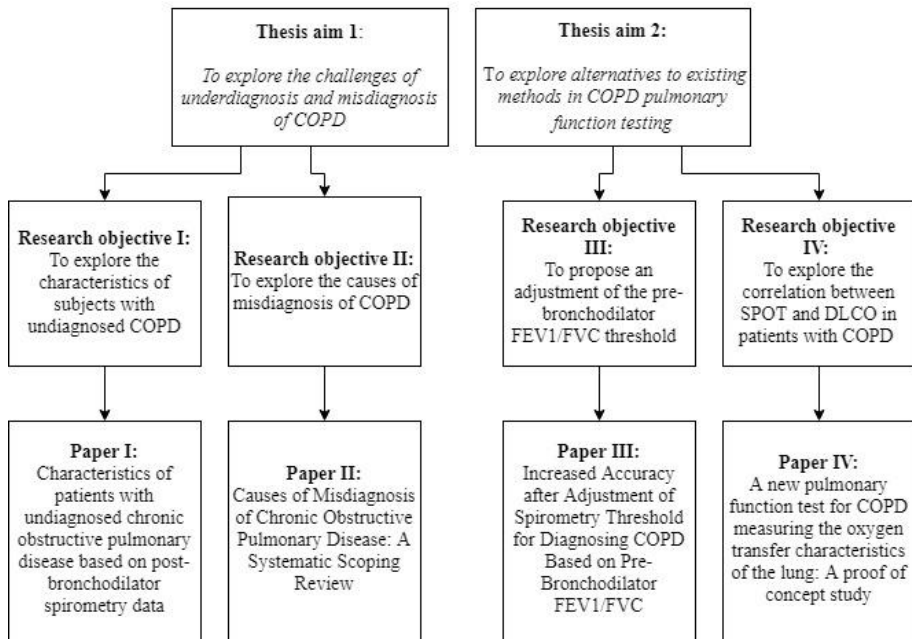 Thesis aim 1:
To explore the challenges of
underdiagnosis and misdiagnosis
of COPD
Thesis aim 2:
To explore alternatives to existing
methods in COPD pulmonary
function testing
Research objective I:
To explore the
characteristics of
subjects with
undiagnosed COPD
Research objective II:
To explore the causes of
misdiagnosis of COPD
Research objective
III:
To propose an
adjustment of the pre-
bronchodilator
FEV1/FVC threshold
Research objective
IV:
To explore the
correlation between
SPOT and DLCO in
patients with COPD
Paper I:
Characteristics of
patients with
undiagnosed chronic
obstructive pulmonary
disease based on post-
bronchodilator
spirometry data
Paper II:
Causes of Misdiagnosis
of Chronic Obstructive
Pulmonary Disease: A
Systematic Scoping
Review
Paper III:
Increased Accuracy
after Adjustment of
Spirometry Threshold
for Diagnosing COPD
Based on Pre-
Bronchodilator
FEV1/FVC
Paper IV:
A new pulmonary
function test for COPD
measuring the oxygen
transfer characteristics
of the lung: A proof of
concept study